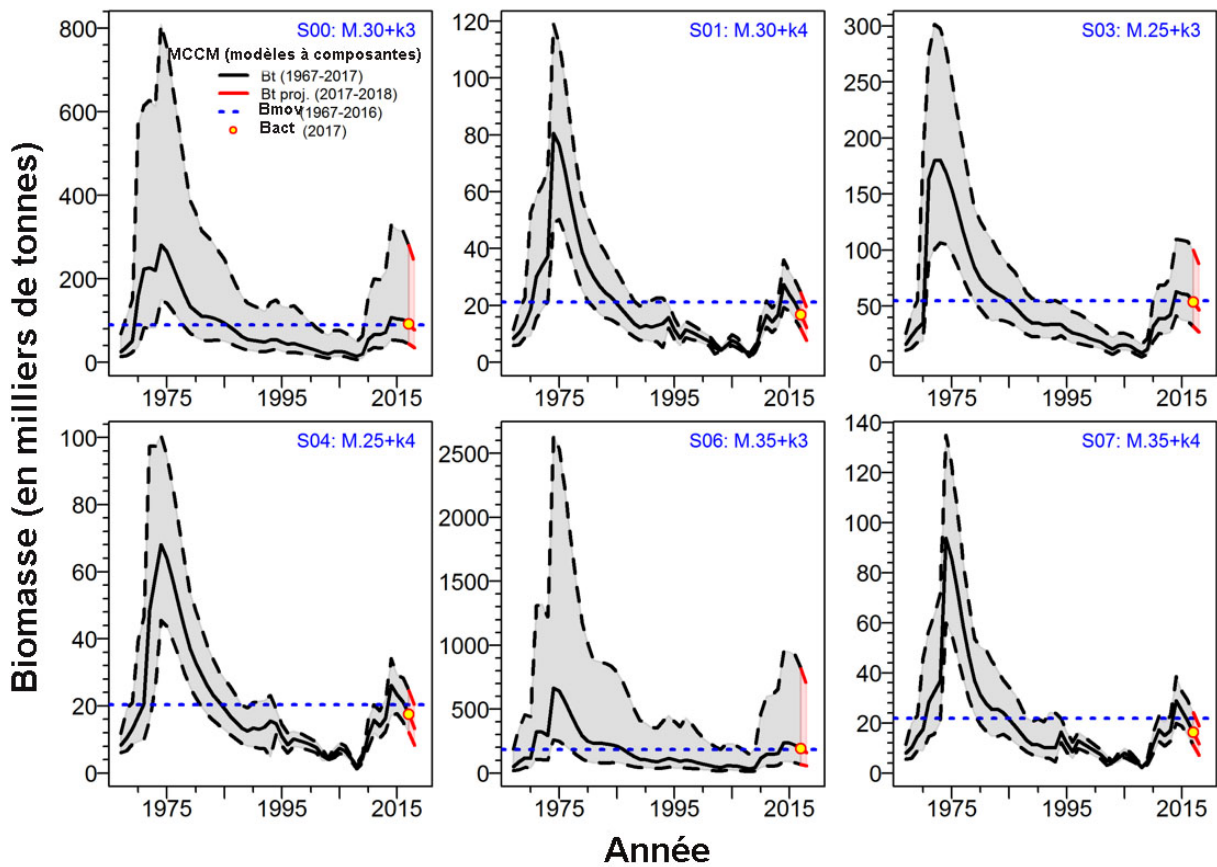 Biomasse (en milliers de tonnes)
S00: M.30+k3
MCCM (modèles à composantes)
Bt (1967-2017)
Bt proj. (2017-2018)
Bmoy (1967-2016)
Bact (2017)
800
600
400
200
0
1975 1995 2015
S01: M.30+k4
120
100
80
60
40
20
0
1975 1995 2015
S03: M.25+k3
300
250
200
150
100
50
0
1975 1995 2015
S04: M.25+k4
100
80
60
40
20
0
1975 1995 2015
S06: M.35+k3
2500
2000
1500
1000
500
0
1975 1995 2015
S07: M.35+k4
140
120
100
80
60
40
20
0
1975 1995 2015
Année